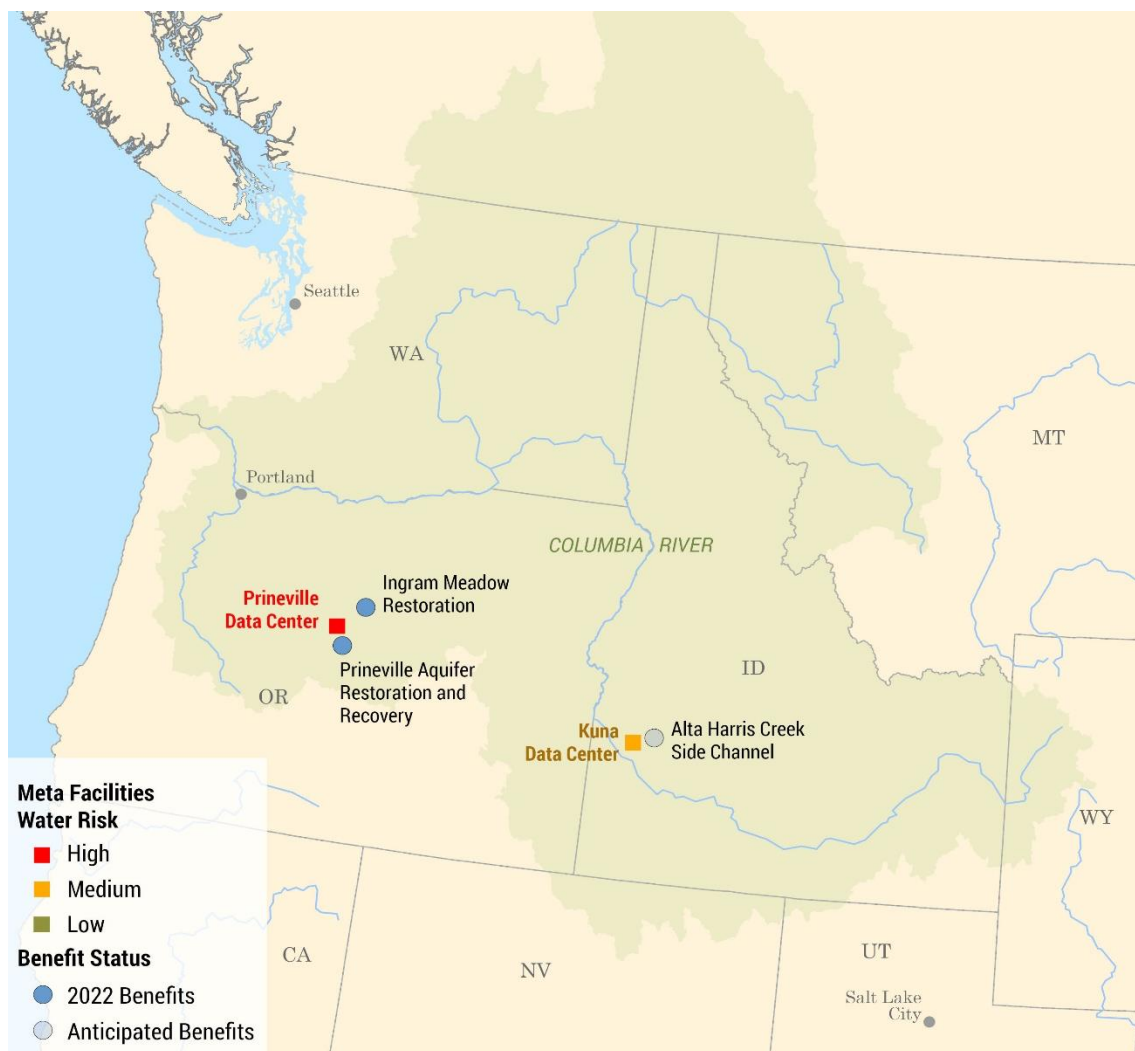 Seattle
WA
MT
Portland
COLUMBIA RIVER
Ingram Meadow
Restoration
Prineville
Data Center
Prineville Aquifer
Restoration and
Recovery
OR
ID
Kuna
Data Center
Alta Harris Creek
Side Channel
WY
Meta Facilities
Water Risk
High
Medium
Low
Benefit Status
2022 Benefits
Anticipated Benefits
CA
NV
UT
Salt Lake
City